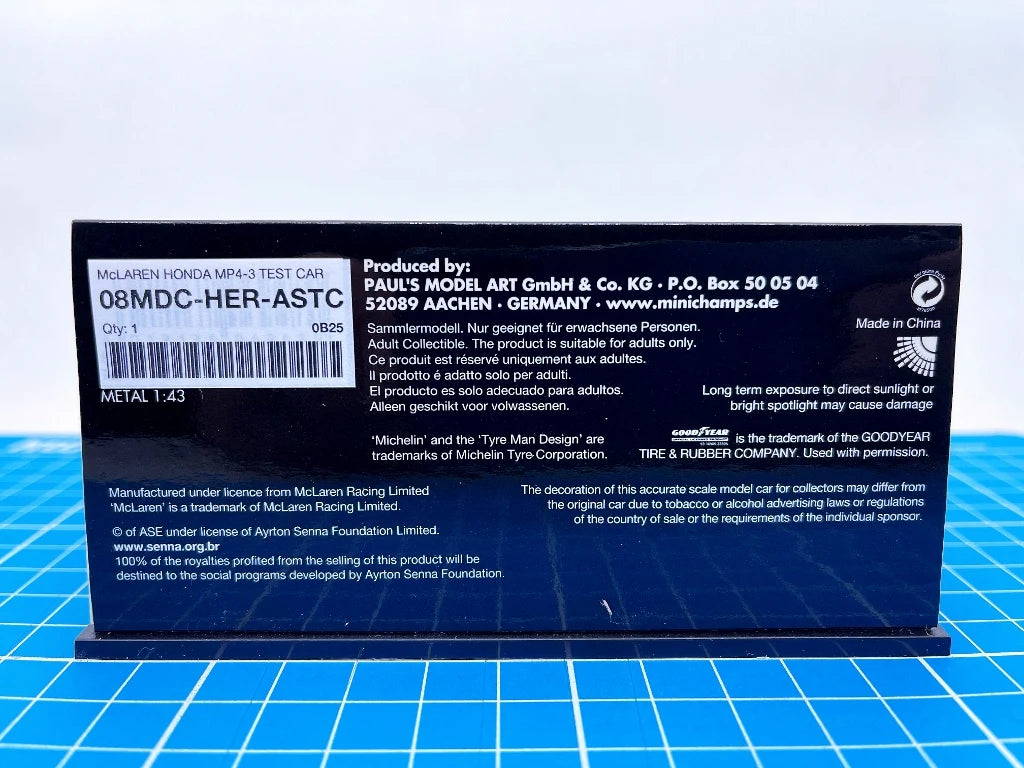 McLAREN HONDA MP4-3 TEST CAR
08MDC-HER-ASTC
Qty: 1 0B25
METAL 1:43
Produced by:
PAUL'S MODEL ART GmbH & Co. KG · P.O. Box 50 05 04
52089 AACHEN · GERMANY · www.minichamps.de
Sammlermodell. Nur geeignet für erwachsene Personen.
Adult Collectible. The product is suitable for adults only.
Ce produit est réservé uniquement aux adultes.
Il prodotto é adatto solo per adulti.
El producto es solo adecuado para adultos.
Alleen geschikt voor volwassenen.
Made in China
Long term exposure to direct sunlight or
bright spotlight may cause damage
'Michelin' and the 'Tyre Man Design' are
trademarks of Michelin Tyre Corporation.
GOODYEAR is the trademark of the GOODYEAR
TIRE & RUBBER COMPANY. Used with permission.
Manufactured under licence from McLaren Racing Limited
'McLaren' is a trademark of McLaren Racing Limited.
© of ASE under license of Ayrton Senna Foundation Limited.
www.senna.org.br
100% of the royalties profited from the selling of this product will be
destined to the social programs developed by Ayrton Senna Foundation.
The decoration of this accurate scale model car for collectors may differ from
the original car due to tobacco or alcohol advertising laws or regulations
of the country of sale or the requirements of the individual sponsor.